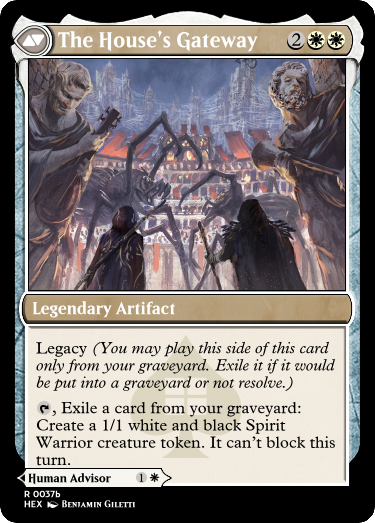 The House's Gateway 2
Legendary Artifact
Legacy (You may play this side of this card
only from your graveyard. Exile it if it would
be put into a graveyard or not resolve.)
, Exile a card from your graveyard:
Create a 1/1 white and black Spirit
Warrior creature token. It can't block this
turn.
Human Advisor 1
R 0037b
HEX Benjamin Giletti